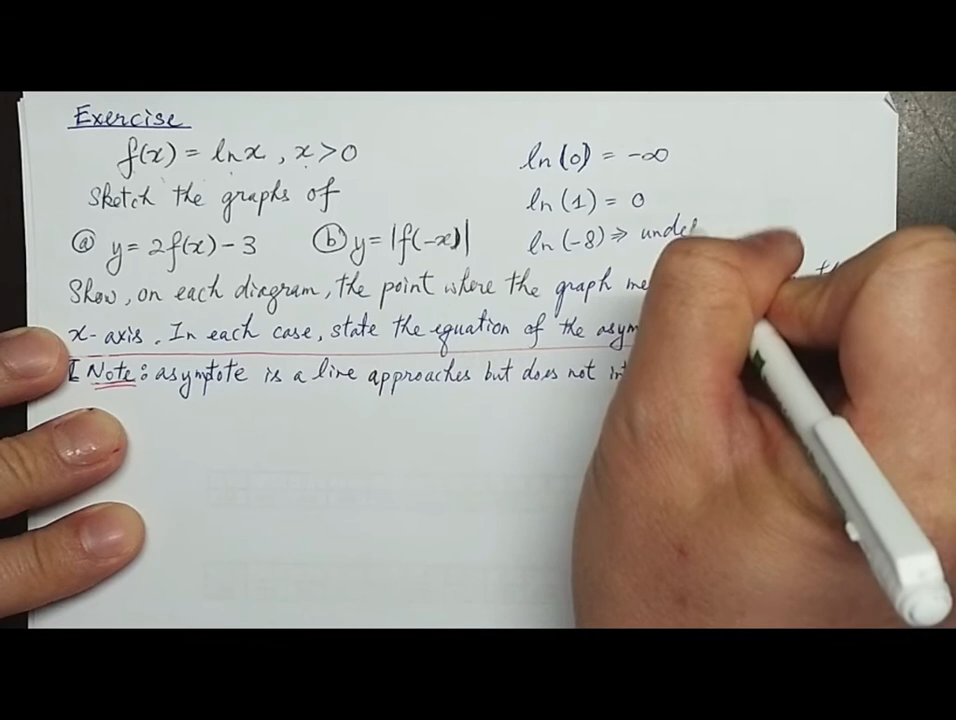 Exercise
f(x) = ln x , x > 0
Sketch the graphs of
ⓐ y = 2f(x) - 3 ⓑ y = |f(-x)|
Show, on each diagram, the point where the graph
x-axis. In each case, state the equation of the
Note: asymptote is a line approaches but does not
ln (0) = -∞
ln (1) = 0
ln (-8) ⇒